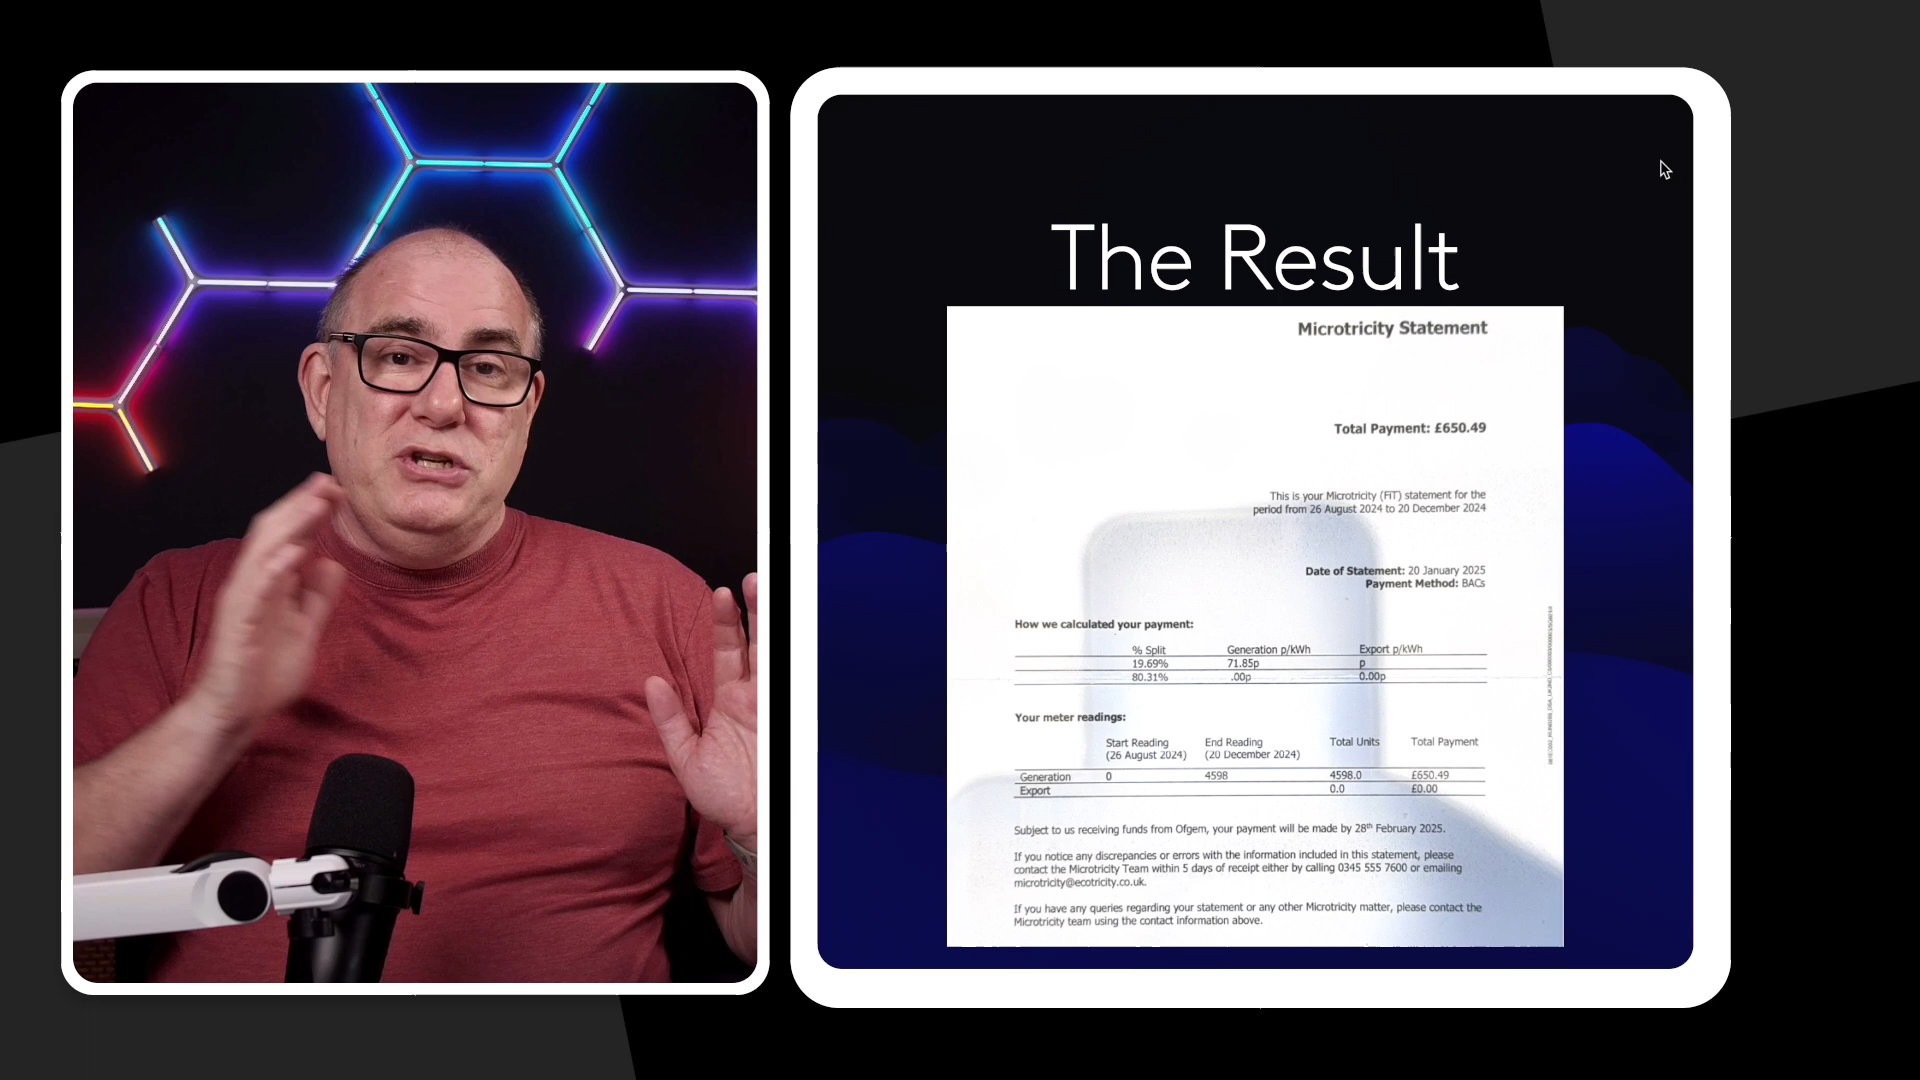 The Result
Microtricity Statement
Total Payment: £650.49
This is your Microtricity (FiT) statement for the
period from 26 August 2024 to 20 December 2024
Date of Statement: 20 January 2025
Payment Method: BACs
How we calculated your payment:
% Split Generation p/kWh Export p/kWh
19.69% 71.85p p
80.31% .00p 0.00p
Your meter readings:
Start Reading End Reading Total Units Total Payment
(26 August 2024) (20 December 2024)
Generation 0 4598 4598.0 £650.49
Export 0.0 £0.00
Subject to us receiving funds from Ofgem, your payment will be made by 28th February 2025.
If you notice any discrepancies or errors with the information included in this statement, please
contact the Microtricity Team within 5 days of receipt either by calling 0345 555 7600 or emailing
microtricity@ecotricity.co.uk.
If you have any queries regarding your statement or any other Microtricity matter, please contact the
Microtricity team using the contact information above.